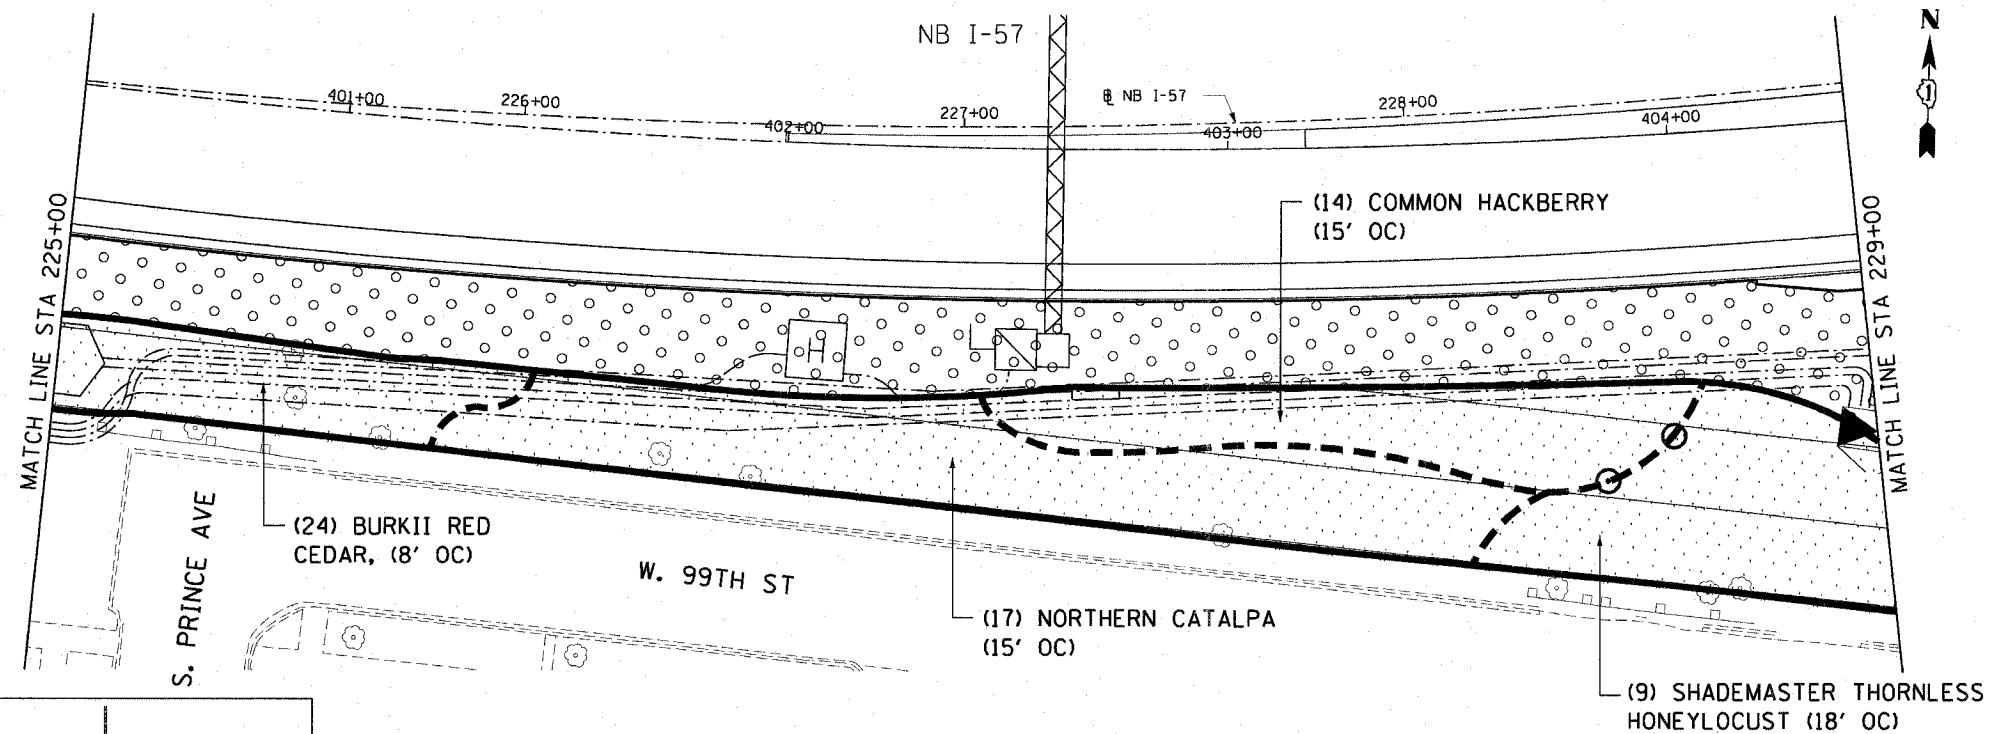 NB I-57
N
1
401+00
226+00
402+00
227+00
℄ NB I-57
403+00
228+00
404+00
MATCH LINE STA 225+00
(14) COMMON HACKBERRY
(15' OC)
MATCH LINE STA 229+00
H
(24) BURKII RED
CEDAR, (8' OC)
S. PRINCE AVE
W. 99TH ST
(17) NORTHERN CATALPA
(15' OC)
(9) SHADEMASTER THORNLESS
HONEYLOCUST (18' OC)